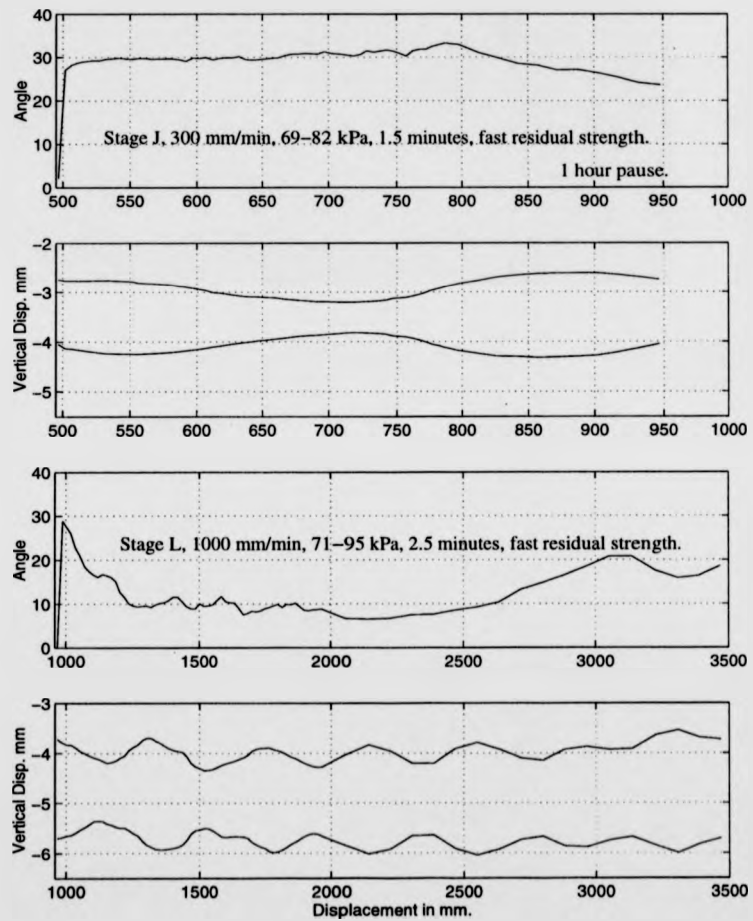 40
30
20
10
0
Angle
Stage J, 300 mm/min, 69−82 kPa, 1.5 minutes, fast residual strength.
1 hour pause.
500 550 600 650 700 750 800 850 900 950 1000
−2
−3
−4
−5
Vertical Disp. mm
500 550 600 650 700 750 800 850 900 950 1000
40
30
20
10
0
Angle
Stage L, 1000 mm/min, 71−95 kPa, 2.5 minutes, fast residual strength.
1000 1500 2000 2500 3000 3500
−3
−4
−5
−6
Vertical Disp. mm
1000 1500 2000 2500 3000 3500
Displacement in mm.